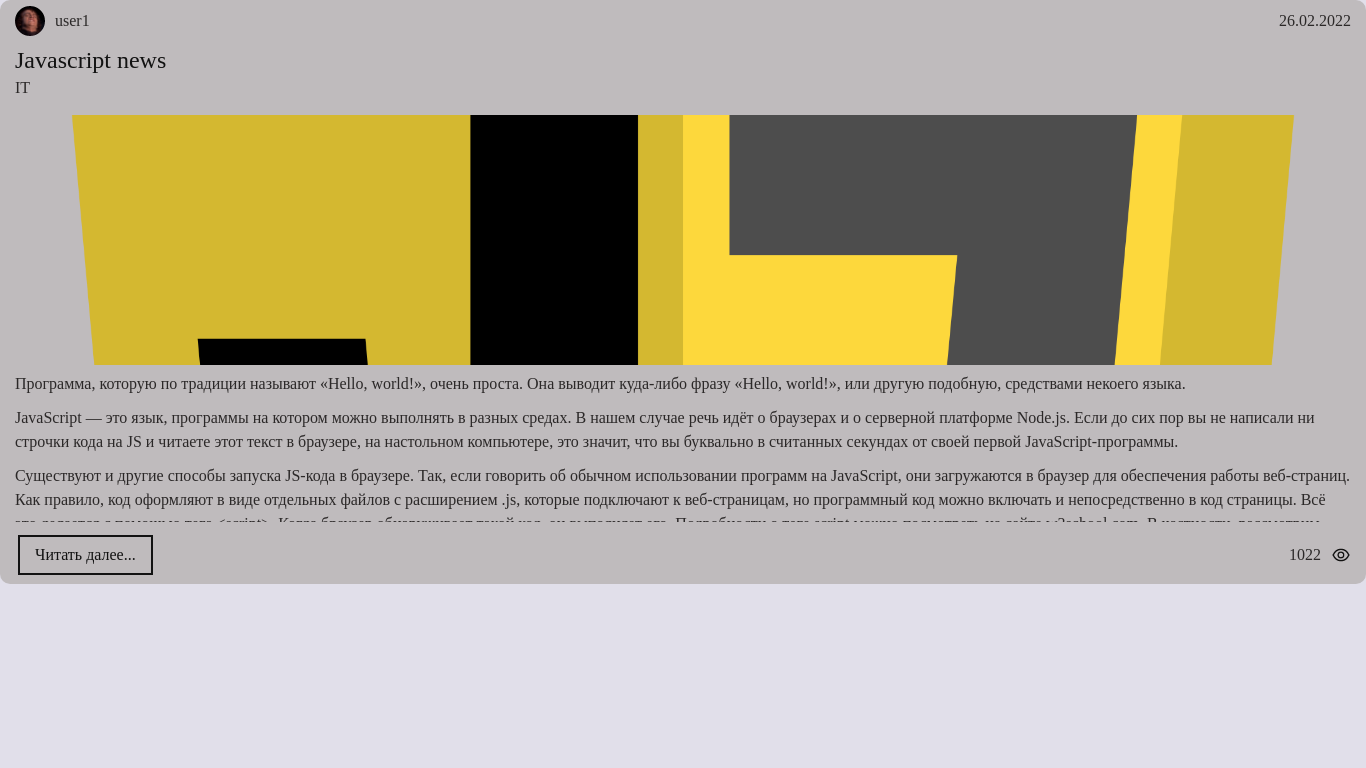 user1
26.02.2022
Javascript news
IT
Программа, которую по традиции называют «Hello, world!», очень проста. Она выводит куда-либо фразу «Hello, world!», или другую подобную, средствами некоего языка.
JavaScript — это язык, программы на котором можно выполнять в разных средах. В нашем случае речь идёт о браузерах и о серверной платформе Node.js. Если до сих пор вы не написали ни
строчки кода на JS и читаете этот текст в браузере, на настольном компьютере, это значит, что вы буквально в считанных секундах от своей первой JavaScript-программы.
Существуют и другие способы запуска JS-кода в браузере. Так, если говорить об обычном использовании программ на JavaScript, они загружаются в браузер для обеспечения работы веб-страниц.
Как правило, код оформляют в виде отдельных файлов с расширением .js, которые подключают к веб-страницам, но программный код можно включать и непосредственно в код страницы. Всё
Читать далее...
1022